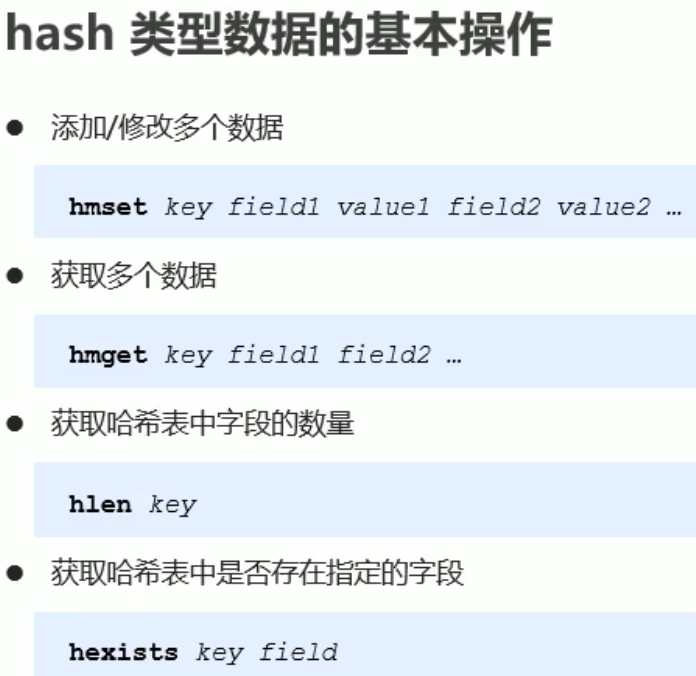 hash 类型数据的基本操作
● 添加/修改多个数据
hmset key field1 value1 field2 value2 …
● 获取多个数据
hmget key field1 field2 …
● 获取哈希表中字段的数量
hlen key
● 获取哈希表中是否存在指定的字段
hexists key field